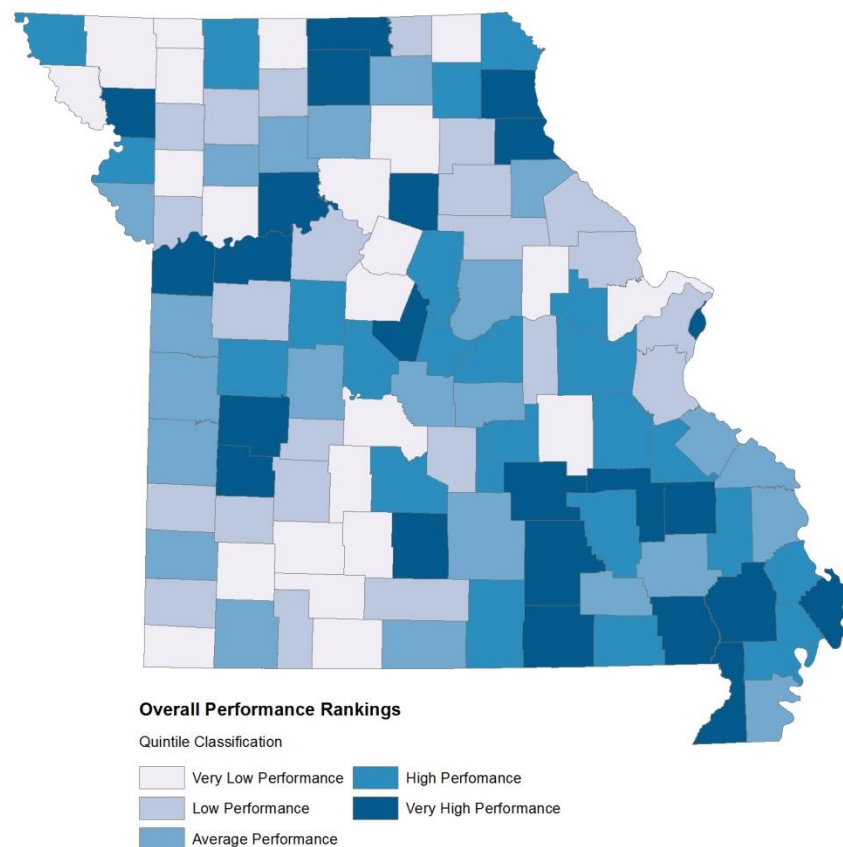 Overall Performance Rankings
Quintile Classification
Very Low Performance
High Perfomance
Low Performance
Very High Performance
Average Performance